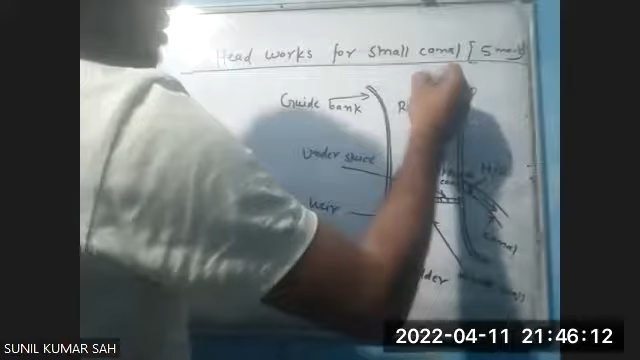 Head works for small canal [5 marks]
Guide bank
Under sluice
H/R
Weir
canal
SUNIL KUMAR SAH
2022-04-11 21:46:12